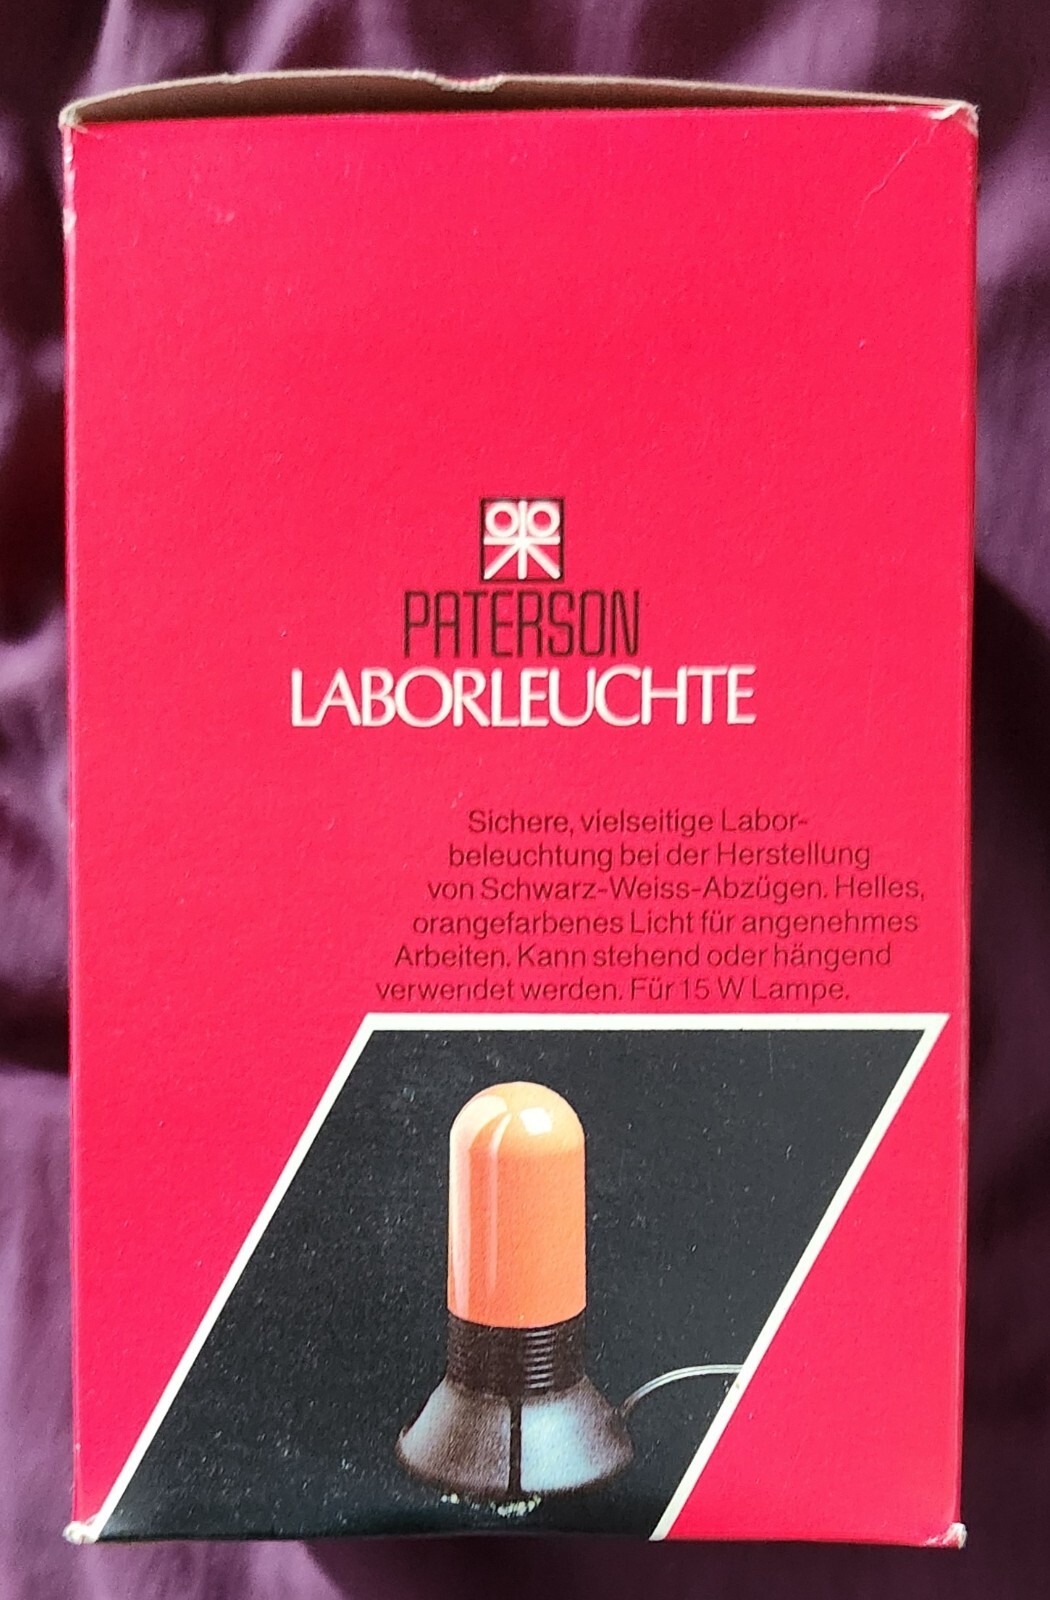 PATERSON
LABORLEUCHTE
Sichere, vielseitige Labor-
beleuchtung bei der Herstellung
von Schwarz-Weiss-Abzügen. Helles,
orangefarbenes Licht für angenehmes
Arbeiten. Kann stehend oder hängend
verwendet werden. Für 15 W Lampe.